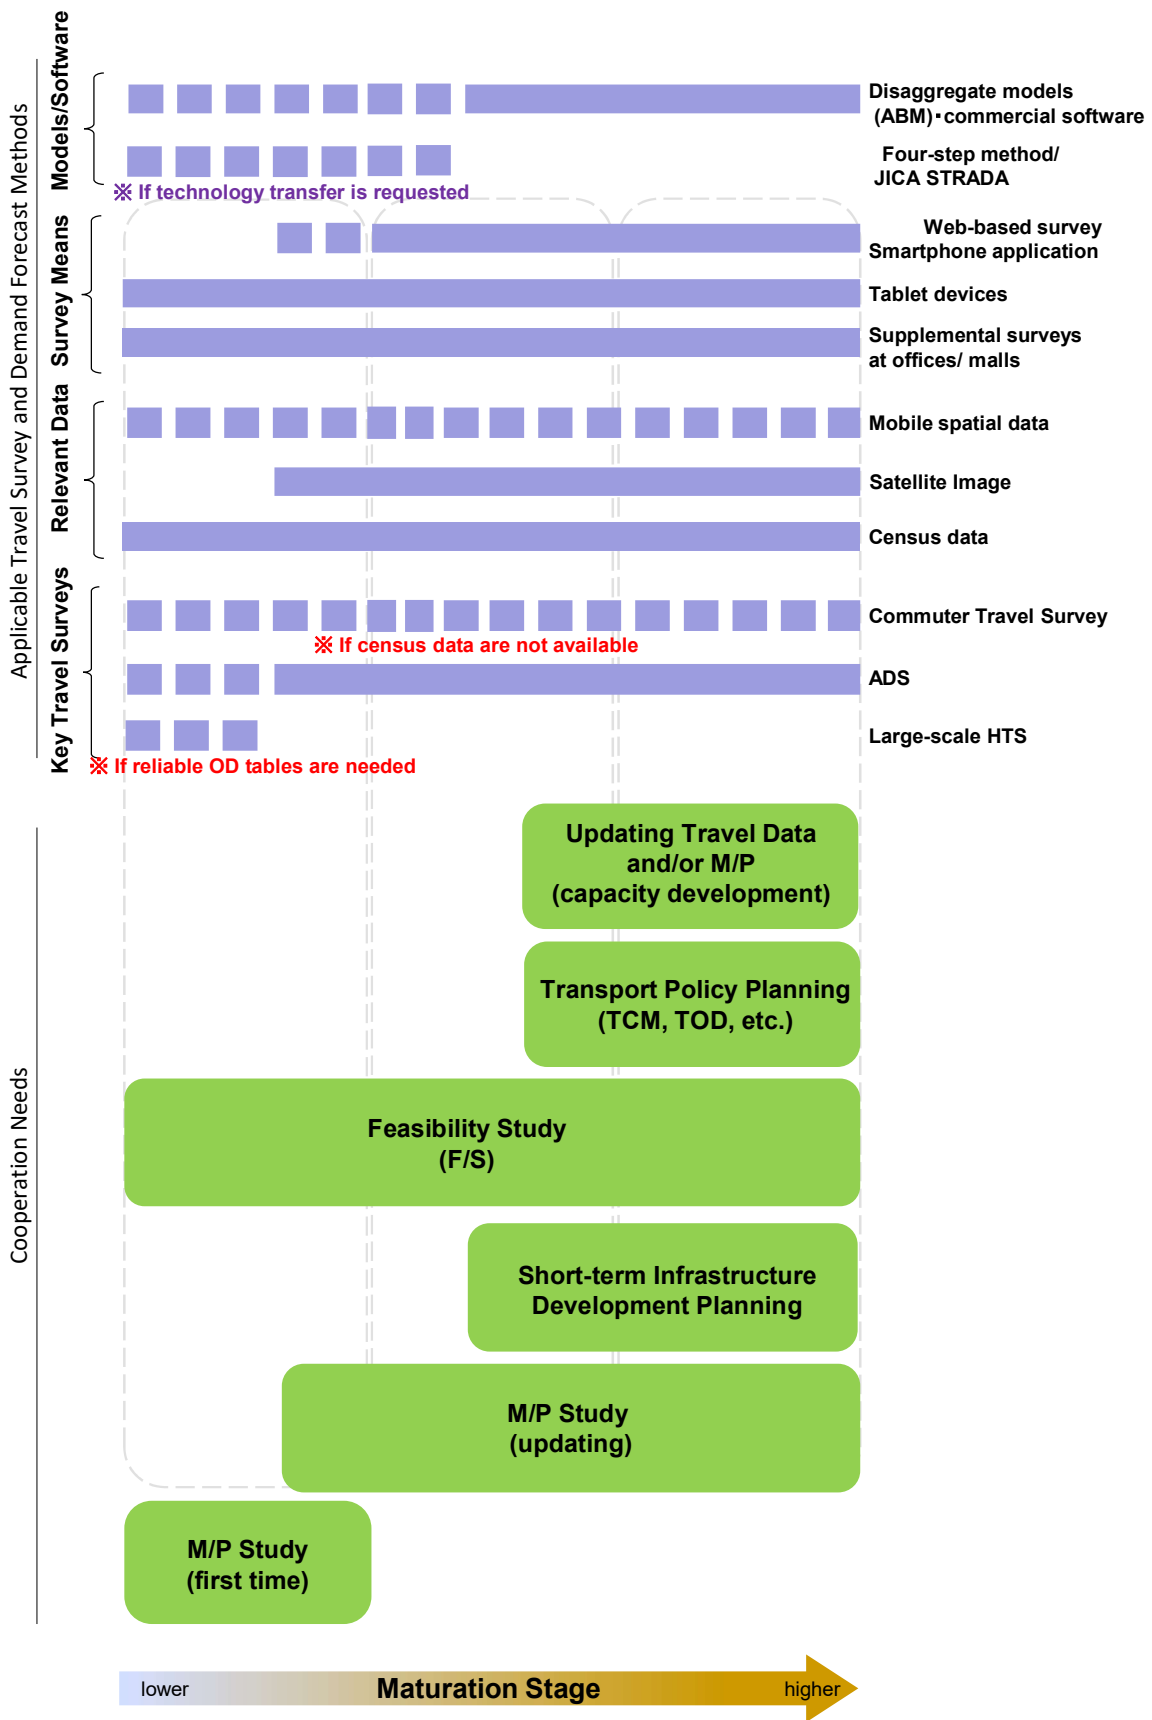 Applicable Travel Survey and Demand Forecast Methods
Models/Software
Disaggregate models
(ABM)・commercial software
Four-step method/
JICA STRADA
※ If technology transfer is requested
Survey Means
Web-based survey
Smartphone application
Tablet devices
Supplemental surveys
at offices/ malls
Relevant Data
Mobile spatial data
Satellite Image
Census data
Key Travel Surveys
Commuter Travel Survey
※ If census data are not available
ADS
Large-scale HTS
※ If reliable OD tables are needed
Cooperation Needs
Updating Travel Data
and/or M/P
(capacity development)
Transport Policy Planning
(TCM, TOD, etc.)
Feasibility Study
(F/S)
Short-term Infrastructure
Development Planning
M/P Study
(updating)
M/P Study
(first time)
lower
Maturation Stage
higher